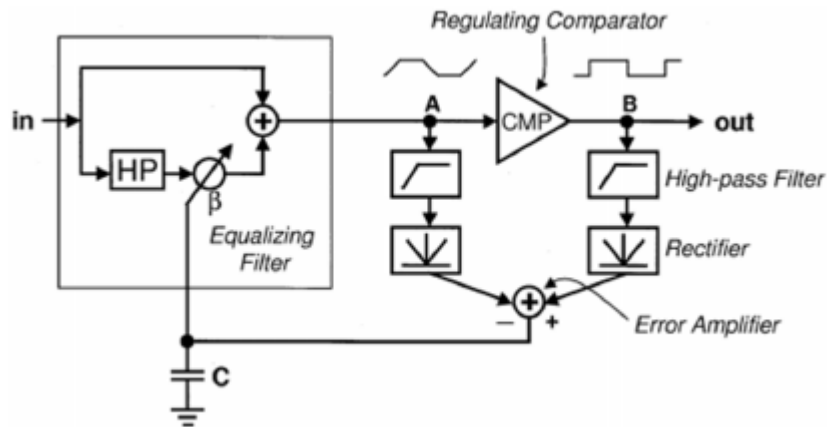 Regulating Comparator
in
HP
β
Equalizing
Filter
+
A
CMP
B
out
High-pass Filter
Rectifier
+
−
+
Error Amplifier
C